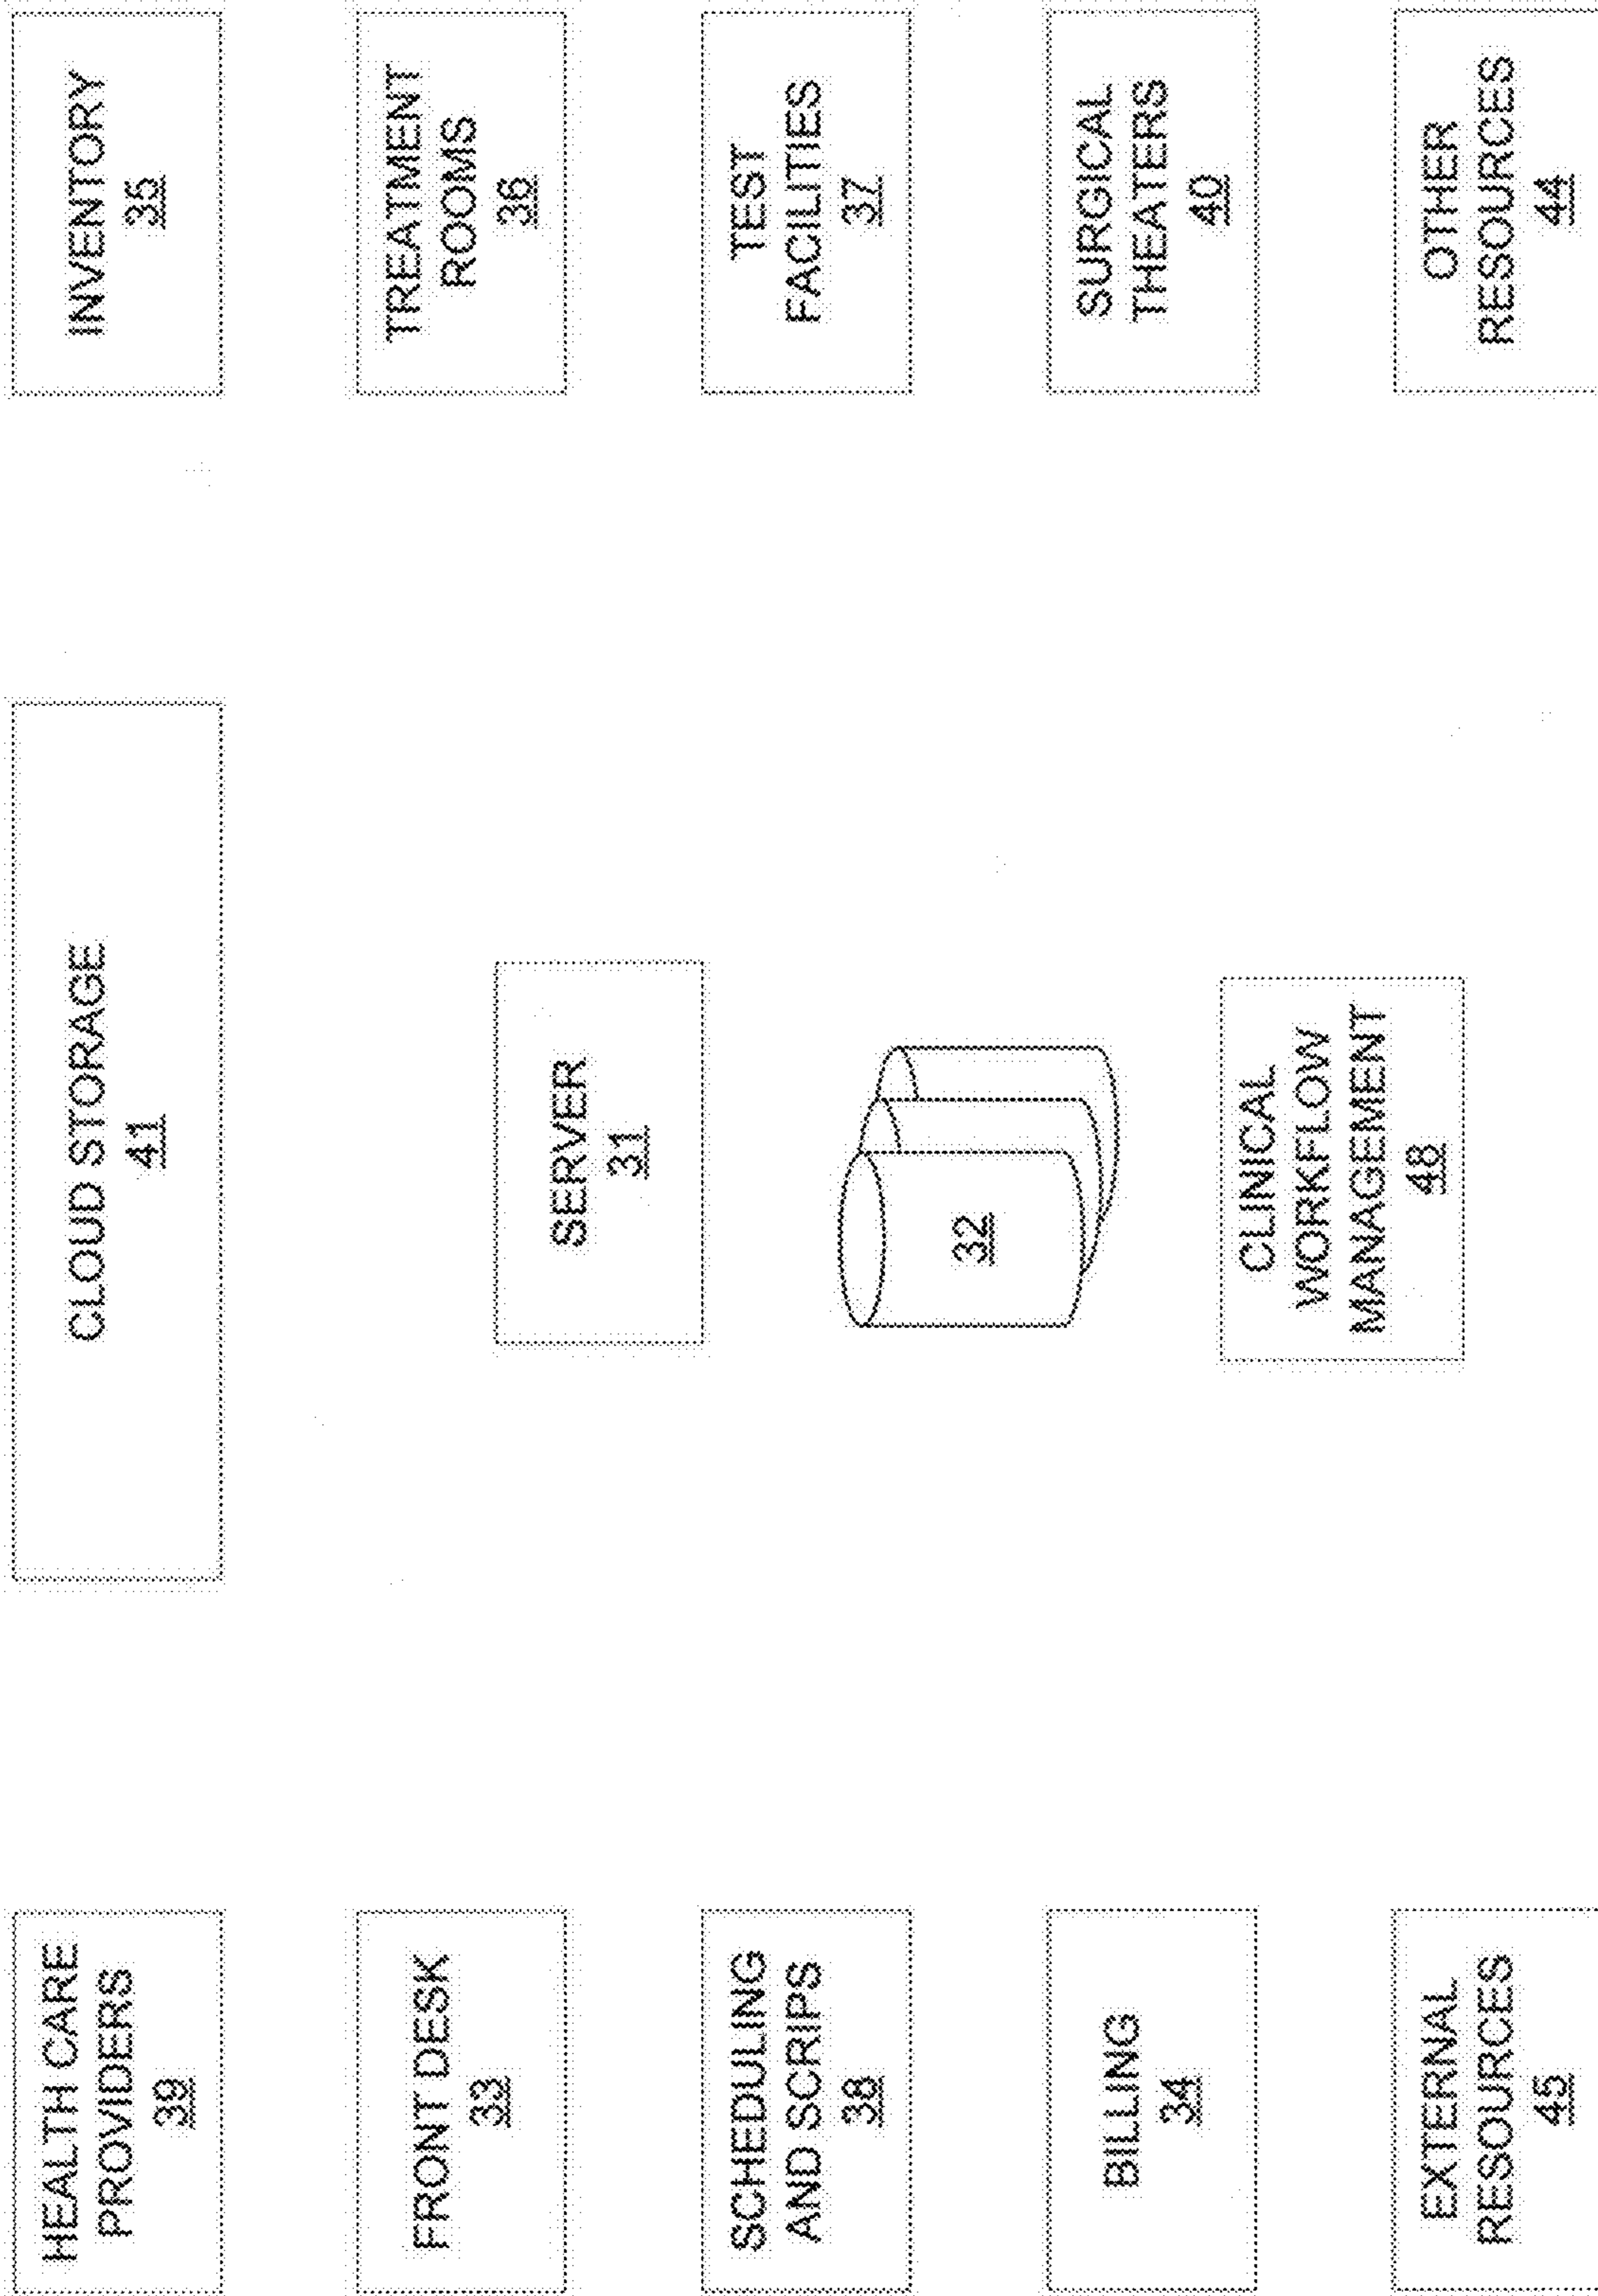 HEALTH CARE
PROVIDERS
39
CLOUD STORAGE
41
INVENTORY
35
FRONT DESK
33
TREATMENT
ROOMS
36
SERVER
31
SCHEDULING
AND SCRIPS
38
TEST
FACILITIES
37
32
BILLING
34
SURGICAL
THEATERS
40
CLINICAL
WORKFLOW
MANAGEMENT
48
EXTERNAL
RESOURCES
45
OTHER
RESOURCES
44